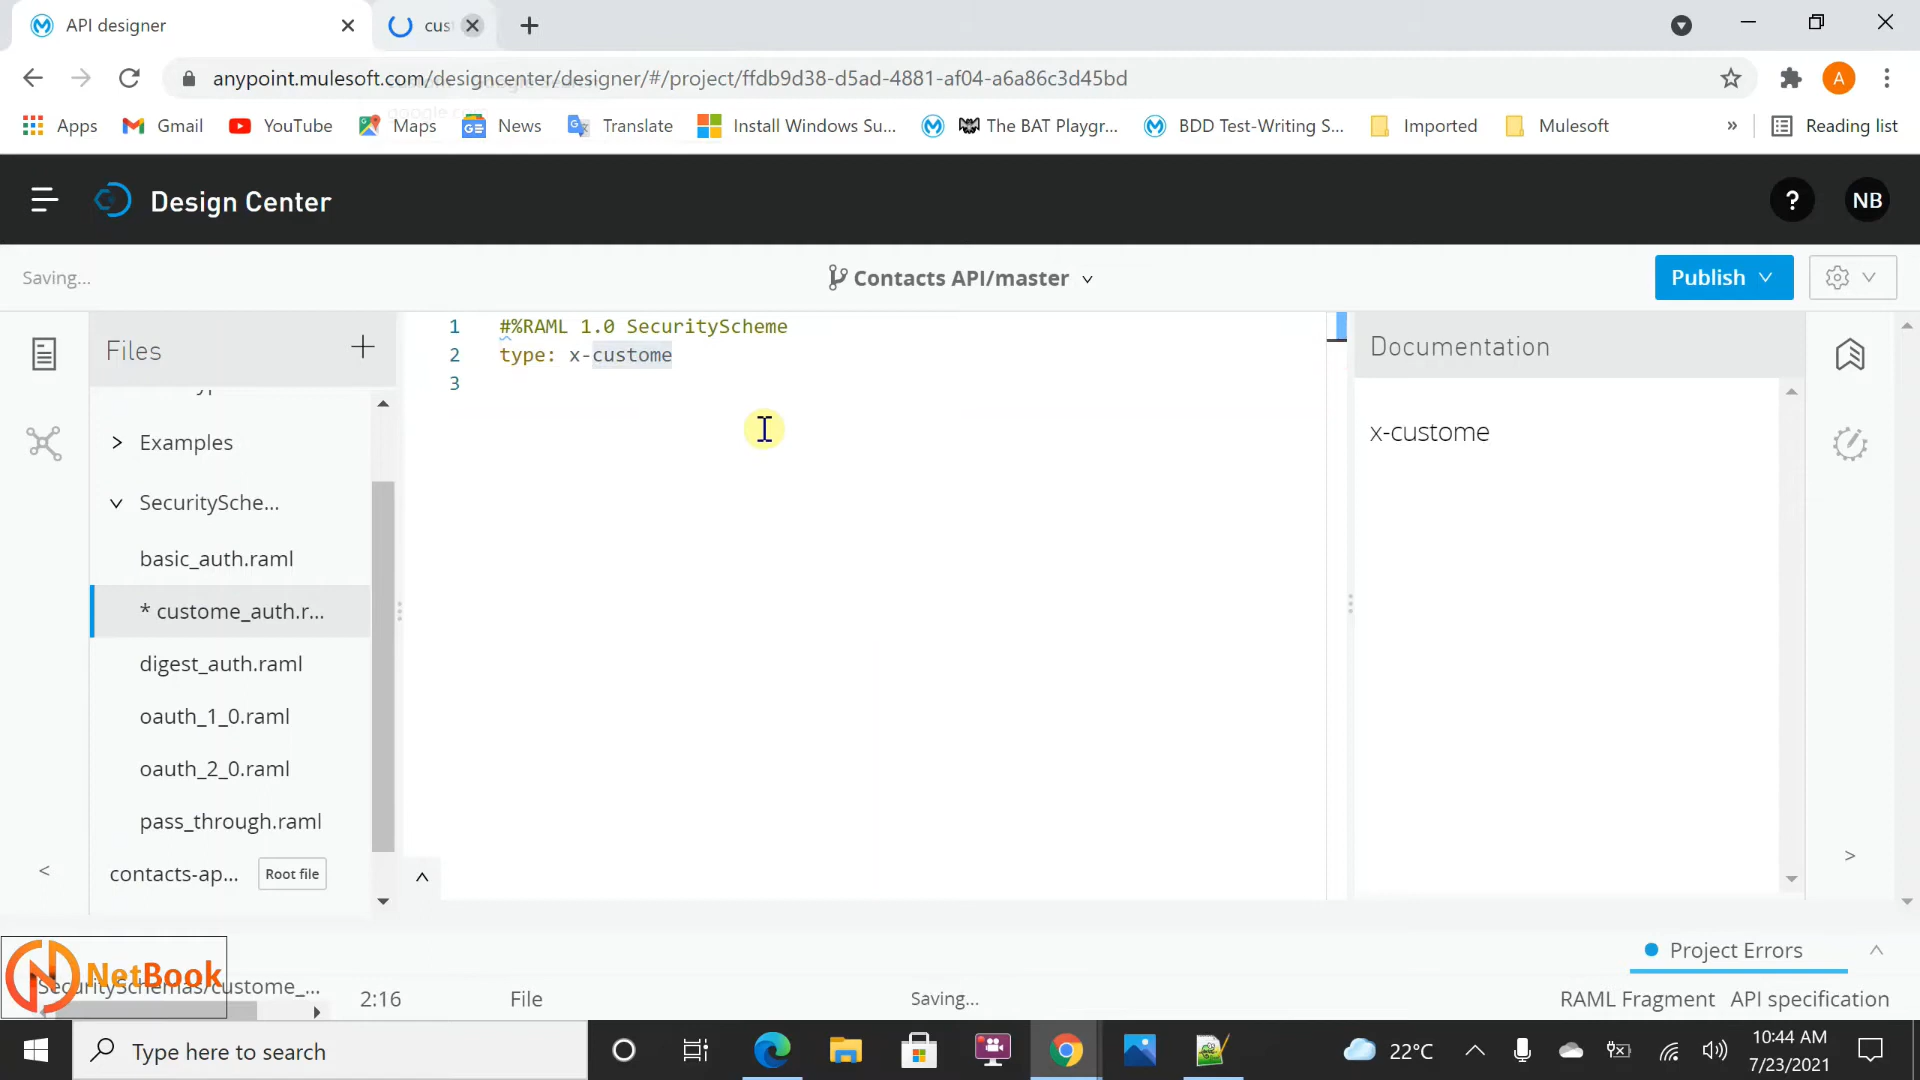 API designer
cus
anypoint.mulesoft.com/designcenter/designer/#/project/ffdb9d38-d5ad-4881-af04-a6a86c3d45bd
A
Apps Gmail YouTube Maps News Translate Install Windows Su... The BAT Playgr... BDD Test-Writing S... Imported Mulesoft » Reading list
Design Center
? NB
Saving...
Contacts API/master
Publish
Files
1 #%RAML 1.0 SecurityScheme
2 type: x-custome
3
Documentation
x-custome
Examples
SecuritySche...
basic_auth.raml
* custome_auth.r...
digest_auth.raml
oauth_1_0.raml
oauth_2_0.raml
pass_through.raml
contacts-ap... Root file
Project Errors
NetBook
SecuritySchemas/custome_...
2:16 File Saving... RAML Fragment API specification
Type here to search
22°C
10:44 AM
7/23/2021